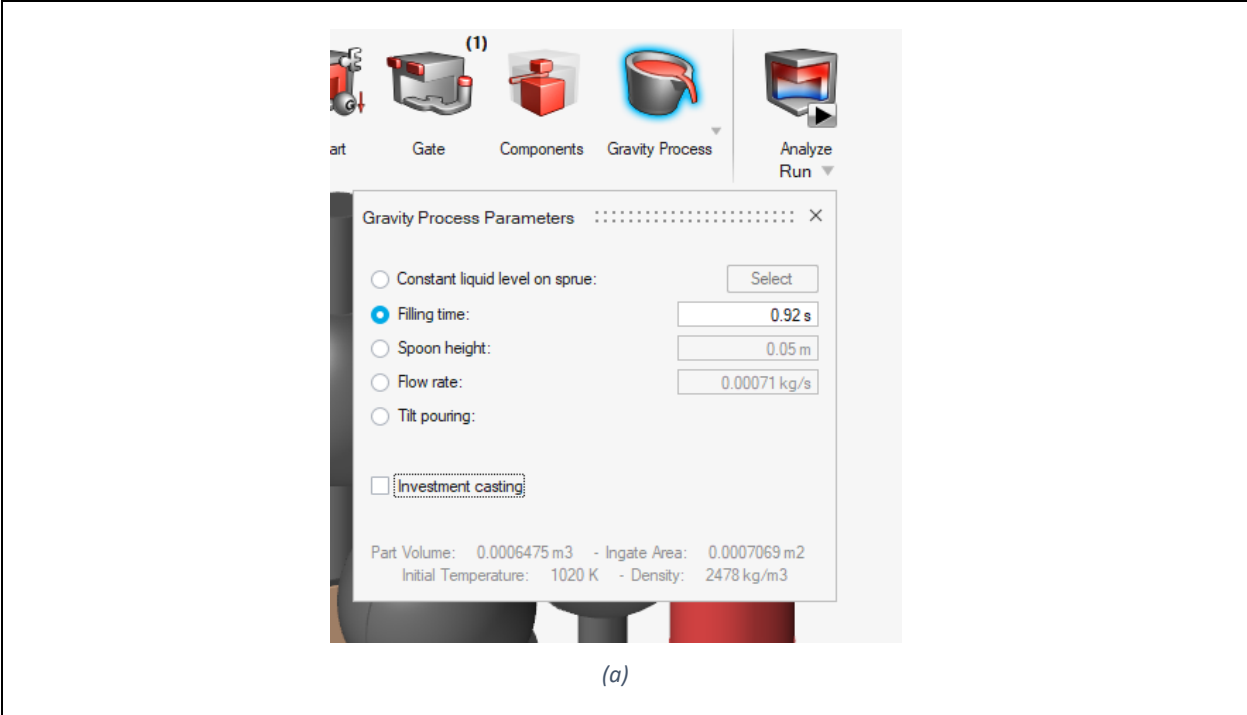 (1)
art Gate Components Gravity Process Analyze
Run
Gravity Process Parameters
Constant liquid level on sprue: Select
Filling time: 0.92 s
Spoon height: 0.05 m
Flow rate: 0.00071 kg/s
Tilt pouring:
Investment casting
Part Volume: 0.0006475 m3 - Ingate Area: 0.0007069 m2
Initial Temperature: 1020 K - Density: 2478 kg/m3
(a)